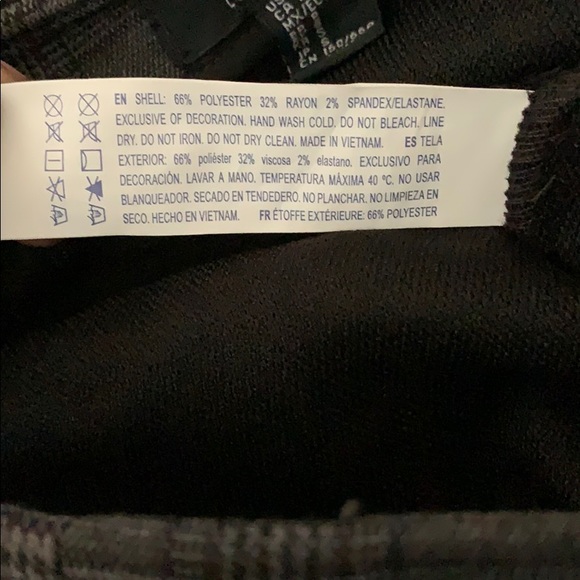 EN SHELL: 66% POLYESTER 32% RAYON 2% SPANDEX/ELASTANE.
EXCLUSIVE OF DECORATION. HAND WASH COLD. DO NOT BLEACH. LINE
DRY. DO NOT IRON. DO NOT DRY CLEAN. MADE IN VIETNAM. ES TELA
EXTERIOR: 66% poliéster 32% viscosa 2% elastano. EXCLUSIVO PARA
DECORACIÓN. LAVAR A MANO. TEMPERATURA MÁXIMA 40 ºC. NO USAR
BLANQUEADOR. SECADO EN TENDEDERO. NO PLANCHAR. NO LIMPIEZA EN
SECO. HECHO EN VIETNAM. FR ÉTOFFE EXTÉRIEURE: 66% POLYESTER